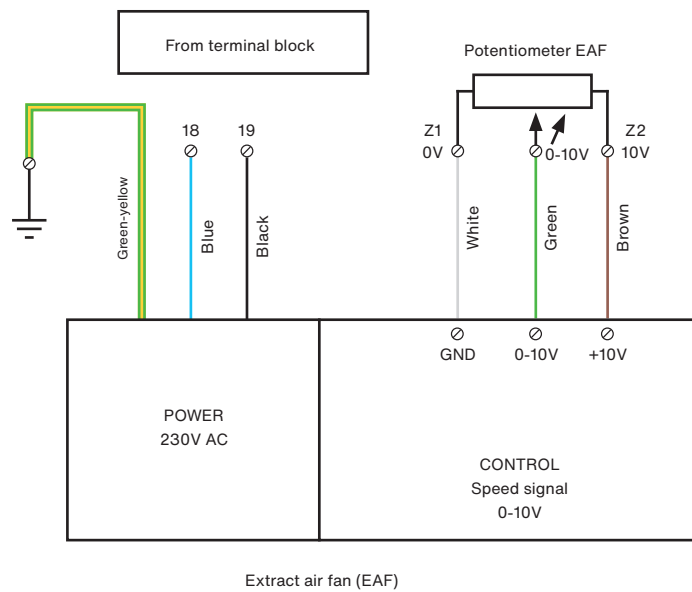 From terminal block
Potentiometer EAF
18
19
Z1
0V
0-10V
Z2
10V
Green-yellow
Blue
Black
White
Green
Brown
GND
0-10V
+10V
POWER
230V AC
CONTROL
Speed signal
0-10V
Extract air fan (EAF)